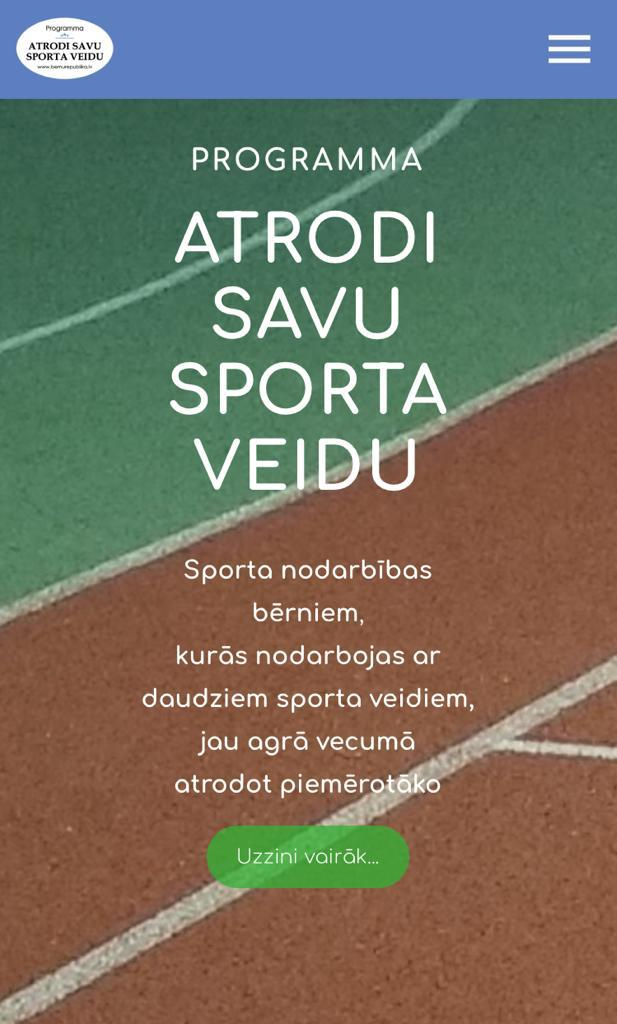 Programma
ATRODI SAVU
SPORTA VEIDU
www.bernurepublika.lv
PROGRAMMA
ATRODI
SAVU
SPORTA
VEIDU
Sporta nodarbības
bērniem,
kurās nodarbojas ar
daudziem sporta veidiem,
jau agrā vecumā
atrodot piemērotāko
Uzzini vairāk...